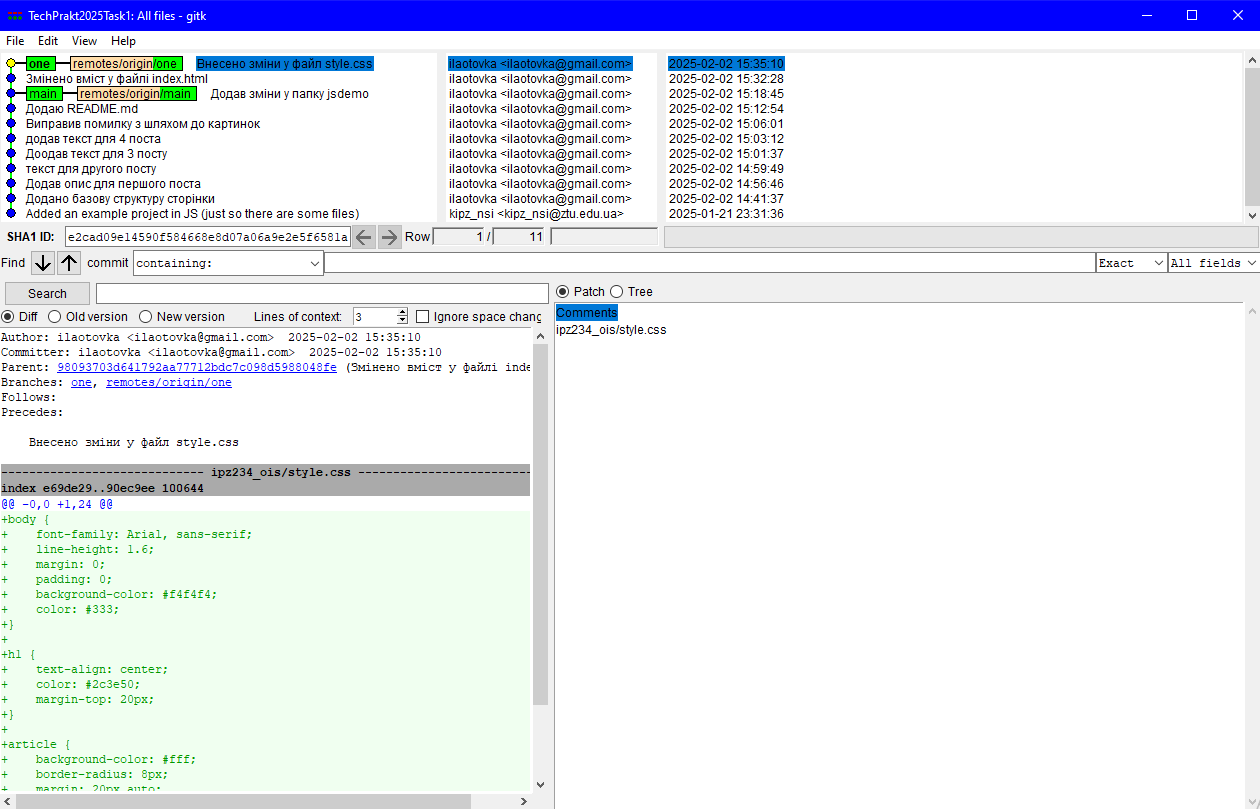 TechPrakt2025Task1: All files - gitk
File Edit View Help
one remotes/origin/one Внесено зміни у файл style.css ilaotovka <ilaotovka@gmail.com> 2025-02-02 15:35:10
Змінено вміст у файлі index.html ilaotovka <ilaotovka@gmail.com> 2025-02-02 15:32:28
main remotes/origin/main Додав зміни у папку jsdemo ilaotovka <ilaotovka@gmail.com> 2025-02-02 15:18:45
Додаю README.md ilaotovka <ilaotovka@gmail.com> 2025-02-02 15:12:54
Виправив помилку з шляхом до картинок ilaotovka <ilaotovka@gmail.com> 2025-02-02 15:06:01
додав текст для 4 поста ilaotovka <ilaotovka@gmail.com> 2025-02-02 15:03:12
Доодав текст для 3 посту ilaotovka <ilaotovka@gmail.com> 2025-02-02 15:01:37
текст для другого посту ilaotovka <ilaotovka@gmail.com> 2025-02-02 14:59:49
Додав опис для першого поста ilaotovka <ilaotovka@gmail.com> 2025-02-02 14:56:46
Додано базову структуру сторінки ilaotovka <ilaotovka@gmail.com> 2025-02-02 14:41:37
Added an example project in JS (just so there are some files) kipz_nsi <kipz_nsi@ztu.edu.ua> 2025-01-21 23:31:36
SHA1 ID: e2cad09e14590f584668e8d07a06a9e2e5f6581a Row 1 / 11
Find commit containing: Exact All fields
Search Patch Tree
Diff Old version New version Lines of context: 3 Ignore space chang
Comments
ipz234_ois/style.css
Author: ilaotovka <ilaotovka@gmail.com>  2025-02-02 15:35:10
Committer: ilaotovka <ilaotovka@gmail.com>  2025-02-02 15:35:10
Parent: 98093703d641792aa77712bdc7c098d5988048fe (Змінено вміст у файлі inde
Branches: one, remotes/origin/one
Follows:
Precedes:
Внесено зміни у файл style.css
----------------------------- ipz234_ois/style.css -------------------------
index e69de29..90ec9ee 100644
@@ -0,0 +1,24 @@
+body {
+    font-family: Arial, sans-serif;
+    line-height: 1.6;
+    margin: 0;
+    padding: 0;
+    background-color: #f4f4f4;
+    color: #333;
+}
+
+h1 {
+    text-align: center;
+    color: #2c3e50;
+    margin-top: 20px;
+}
+
+article {
+    background-color: #fff;
+    border-radius: 8px;
+    margin: 20px auto;